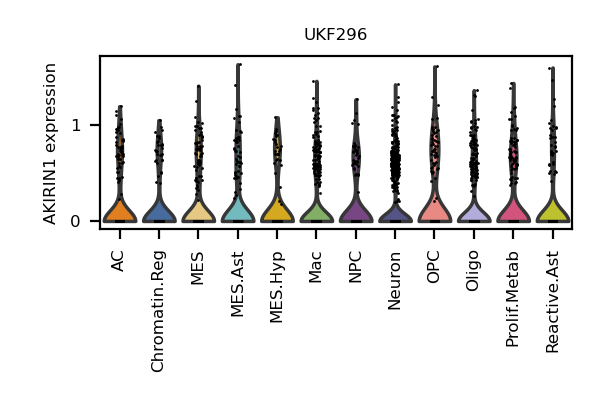 UKF296
AKIRIN1 expression
1
0
AC
Chromatin.Reg
MES
MES.Ast
MES.Hyp
Mac
NPC
Neuron
OPC
Oligo
Prolif.Metab
Reactive.Ast